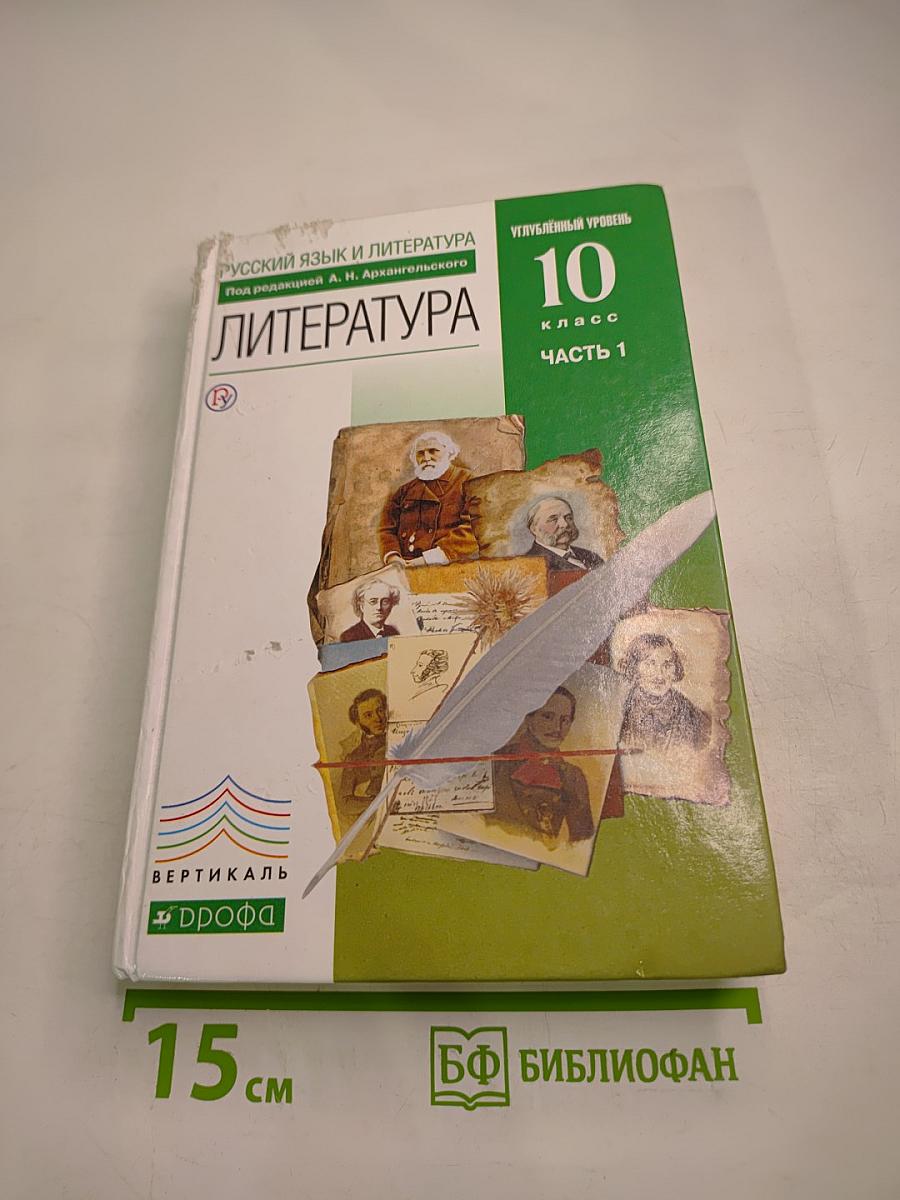 РУССКИЙ ЯЗЫК И ЛИТЕРАТУРА
Под редакцией А. Н. Архангельского
ЛИТЕРАТУРА
УГЛУБЛЁННЫЙ УРОВЕНЬ
10
класс
ЧАСТЬ 1
РУ
ВЕРТИКАЛЬ
дрофа
15 см
БФ БИБЛИОФАН